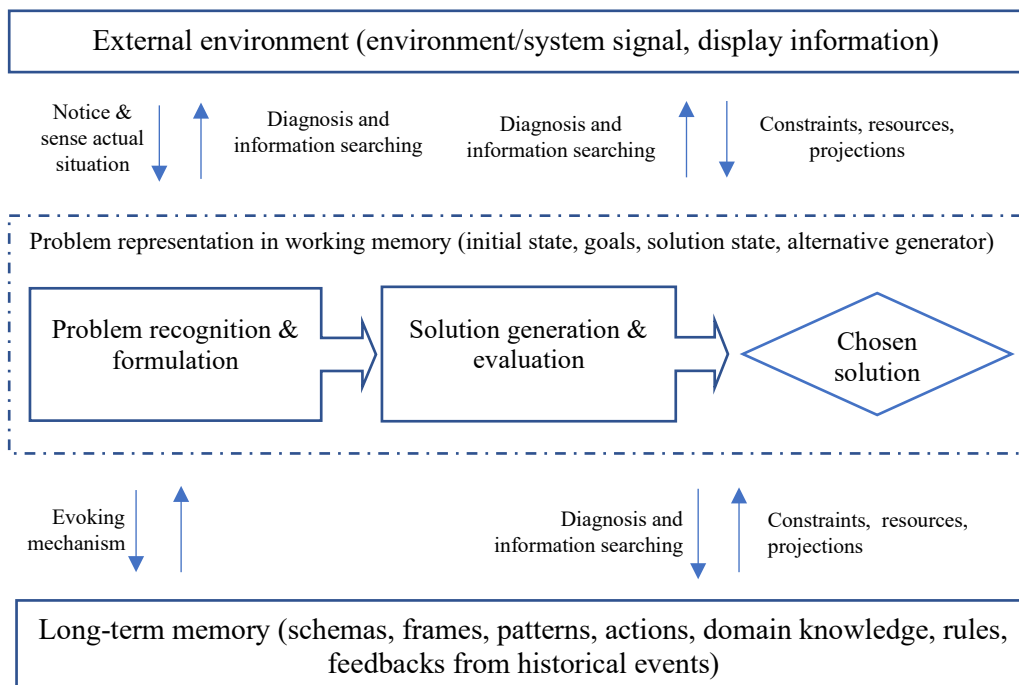 External environment (environment/system signal, display information)
Notice &
sense actual
situation
Diagnosis and
information searching
Diagnosis and
information searching
Constraints, resources,
projections
Problem representation in working memory (initial state, goals, solution state, alternative generator)
Problem recognition &
formulation
Solution generation &
evaluation
Chosen
solution
Evoking
mechanism
Diagnosis and
information searching
Constraints, resources,
projections
Long-term memory (schemas, frames, patterns, actions, domain knowledge, rules,
feedbacks from historical events)